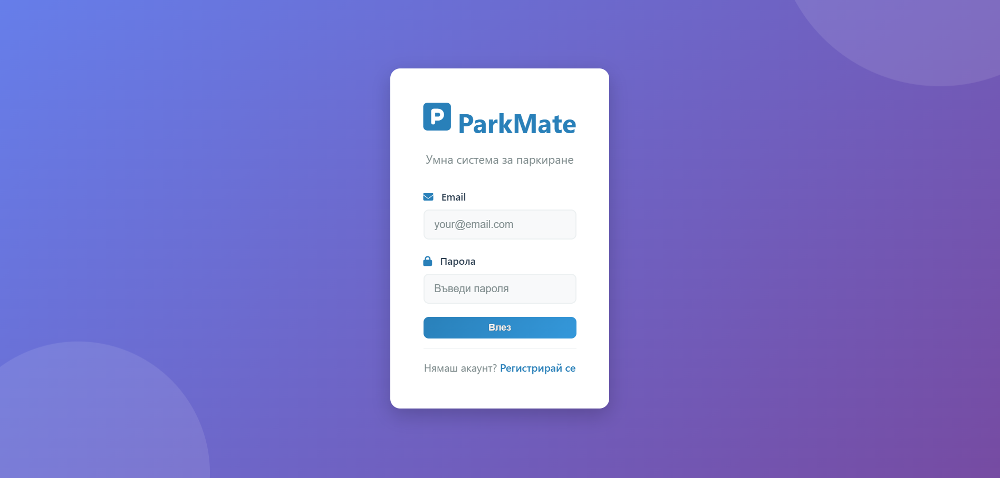 P ParkMate
Умна система за паркиране
Email
your@email.com
Парола
Въведи пароля
Влез
Нямаш акаунт? Регистрирай се